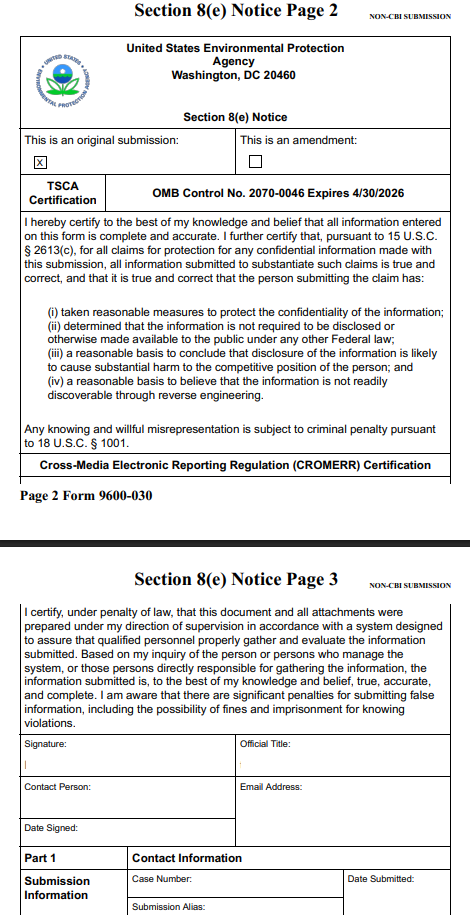 Section 8(e) Notice Page 2
NON-CBI SUBMISSION
UNITED STATES
ENVIRONMENTAL PROTECTION AGENCY
United States Environmental Protection
Agency
Washington, DC 20460
Section 8(e) Notice
This is an original submission:
X
This is an amendment:
TSCA
Certification
OMB Control No. 2070-0046 Expires 4/30/2026
I hereby certify to the best of my knowledge and belief that all information entered
on this form is complete and accurate. I further certify that, pursuant to 15 U.S.C.
§ 2613(c), for all claims for protection for any confidential information made with
this submission, all information submitted to substantiate such claims is true and
correct, and that it is true and correct that the person submitting the claim has:
(i) taken reasonable measures to protect the confidentiality of the information;
(ii) determined that the information is not required to be disclosed or
otherwise made available to the public under any other Federal law;
(iii) a reasonable basis to conclude that disclosure of the information is likely
to cause substantial harm to the competitive position of the person; and
(iv) a reasonable basis to believe that the information is not readily
discoverable through reverse engineering.
Any knowing and willful misrepresentation is subject to criminal penalty pursuant
to 18 U.S.C. § 1001.
Cross-Media Electronic Reporting Regulation (CROMERR) Certification
Page 2 Form 9600-030
Section 8(e) Notice Page 3
NON-CBI SUBMISSION
I certify, under penalty of law, that this document and all attachments were
prepared under my direction of supervision in accordance with a system designed
to assure that qualified personnel properly gather and evaluate the information
submitted. Based on my inquiry of the person or persons who manage the
system, or those persons directly responsible for gathering the information, the
information submitted is, to the best of my knowledge and belief, true, accurate,
and complete. I am aware that there are significant penalties for submitting false
information, including the possibility of fines and imprisonment for knowing
violations.
Signature:
Official Title:
Contact Person:
Email Address:
Date Signed:
Part 1
Contact Information
Submission
Information
Case Number:
Date Submitted:
Submission Alias: